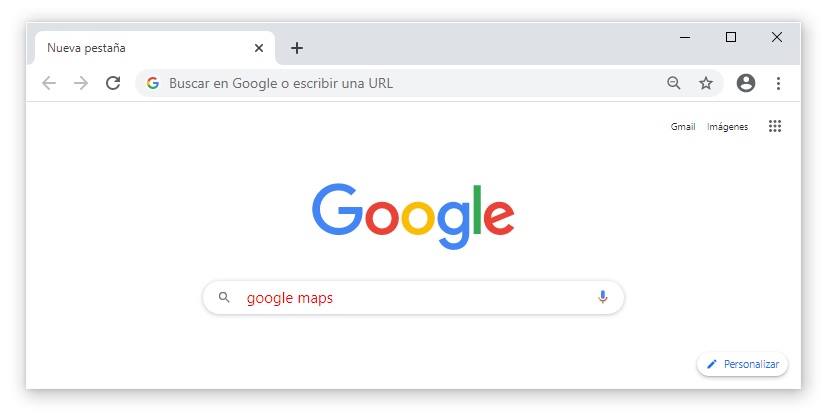 Nueva pestaña
Buscar en Google o escribir una URL
Gmail Imágenes
Google
google maps
Personalizar